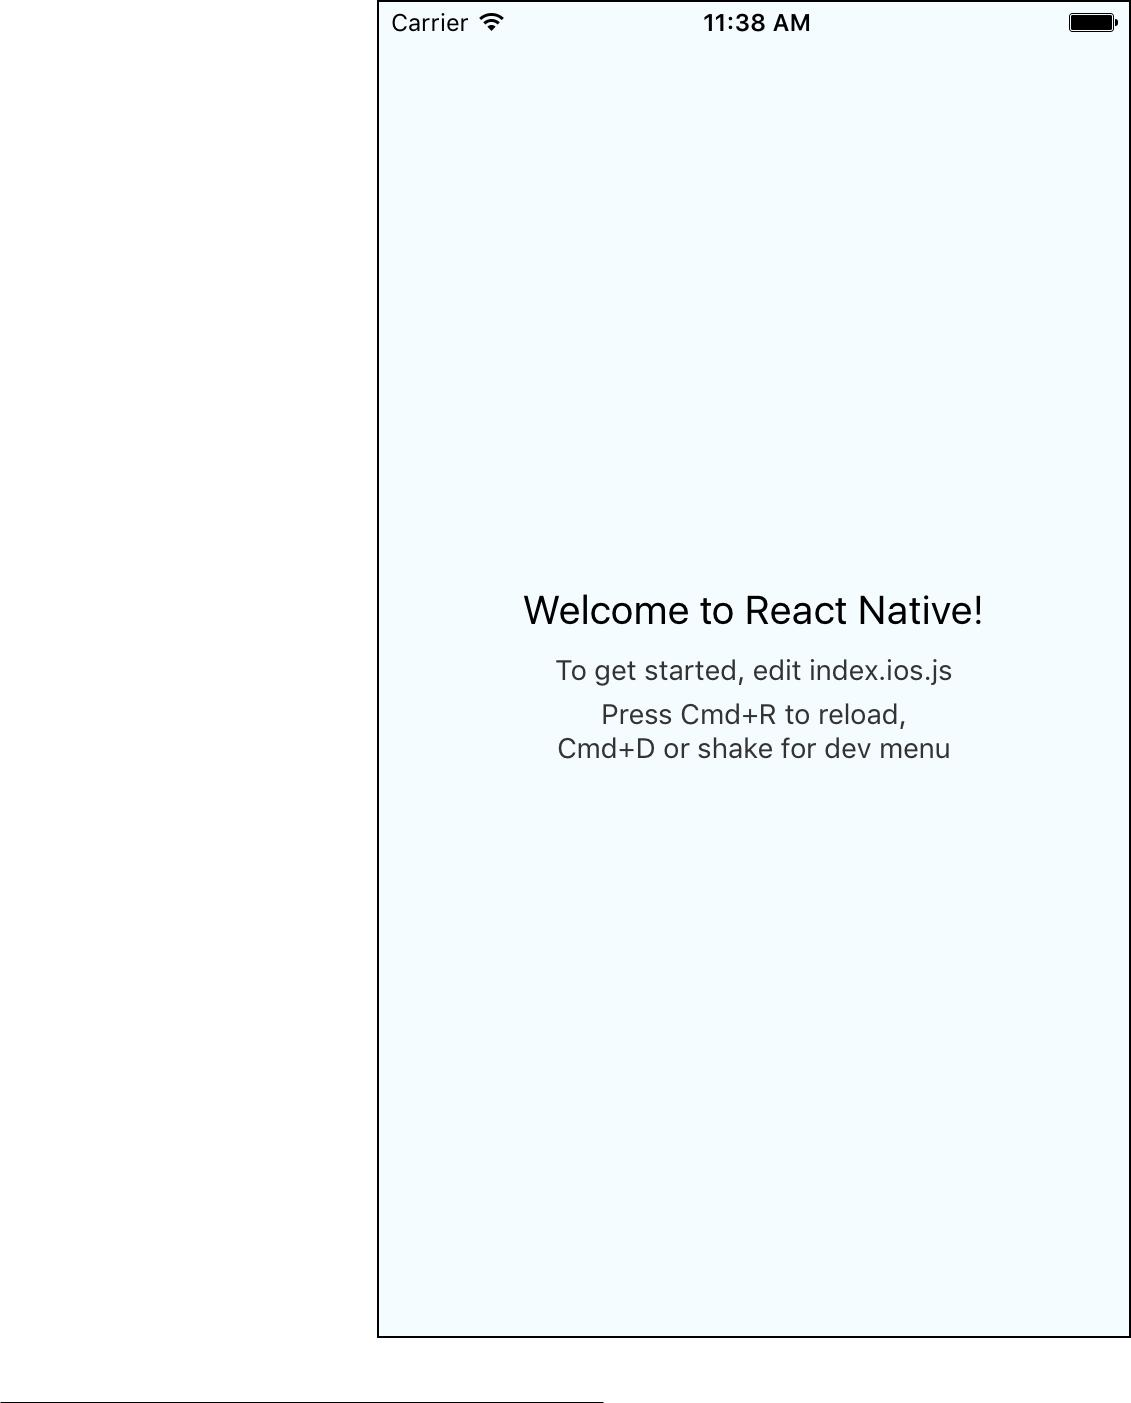 Carrier 11:38 AM
Welcome to React Native!
To get started, edit index.ios.js
Press Cmd+R to reload,
Cmd+D or shake for dev menu